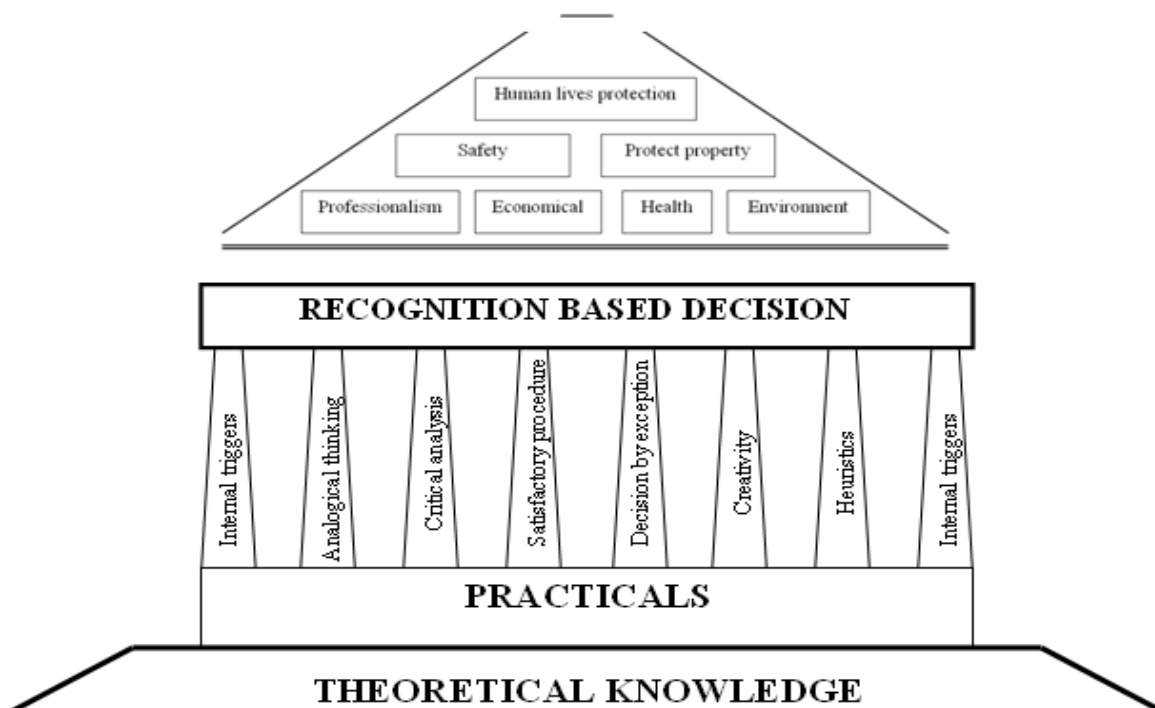 Human lives protection
Safety
Protect property
Professionalism
Economical
Health
Environment
RECOGNITION BASED DECISION
Internal triggers
Analogical thinking
Critical analysis
Satisfactory procedure
Decision by exception
Creativity
Heuristics
Internal triggers
PRACTICALS
THEORETICAL KNOWLEDGE